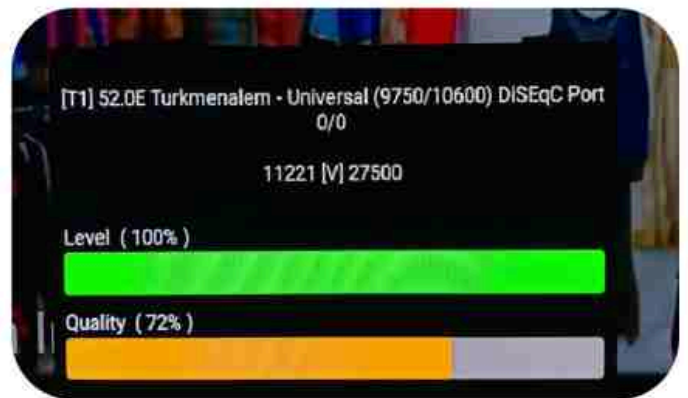 [T1] 52.0E Turkmenalem - Universal (9750/10600) DiSEqC Port
0/0
11221 [V] 27500
Level ( 100% )
Quality ( 72% )